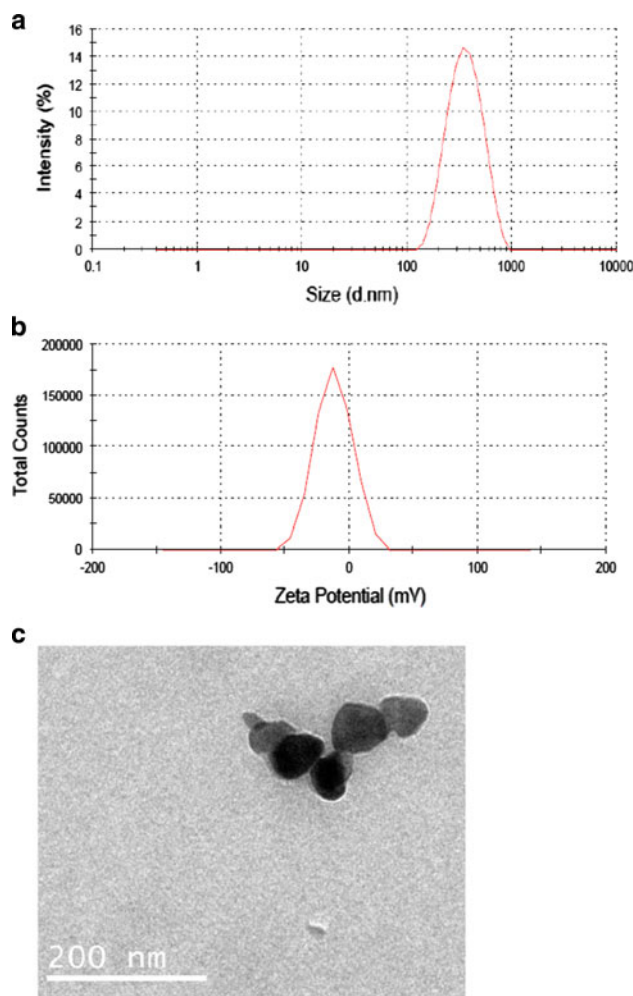 a
Intensity (%)
16
14
12
10
8
6
4
2
0
0.1 1 10 100 1000 10000
Size (d.nm)
b
Total Counts
200000
150000
100000
50000
0
-200 -100 0 100 200
Zeta Potential (mV)
c
200 nm